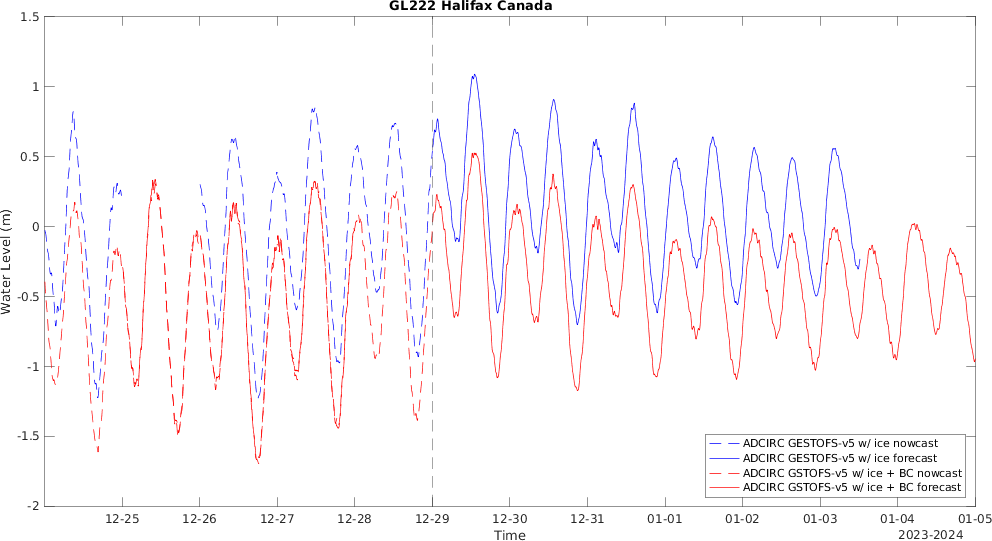 GL222 Halifax Canada
1.5
1
0.5
0
-0.5
-1
-1.5
-2
Water Level (m)
12-25 12-26 12-27 12-28 12-29 12-30 12-31 01-01 01-02 01-03 01-04 01-05
Time
2023-2024
ADCIRC GESTOFS-v5 w/ ice nowcast
ADCIRC GESTOFS-v5 w/ ice forecast
ADCIRC GSTOFS-v5 w/ ice + BC nowcast
ADCIRC GSTOFS-v5 w/ ice + BC forecast